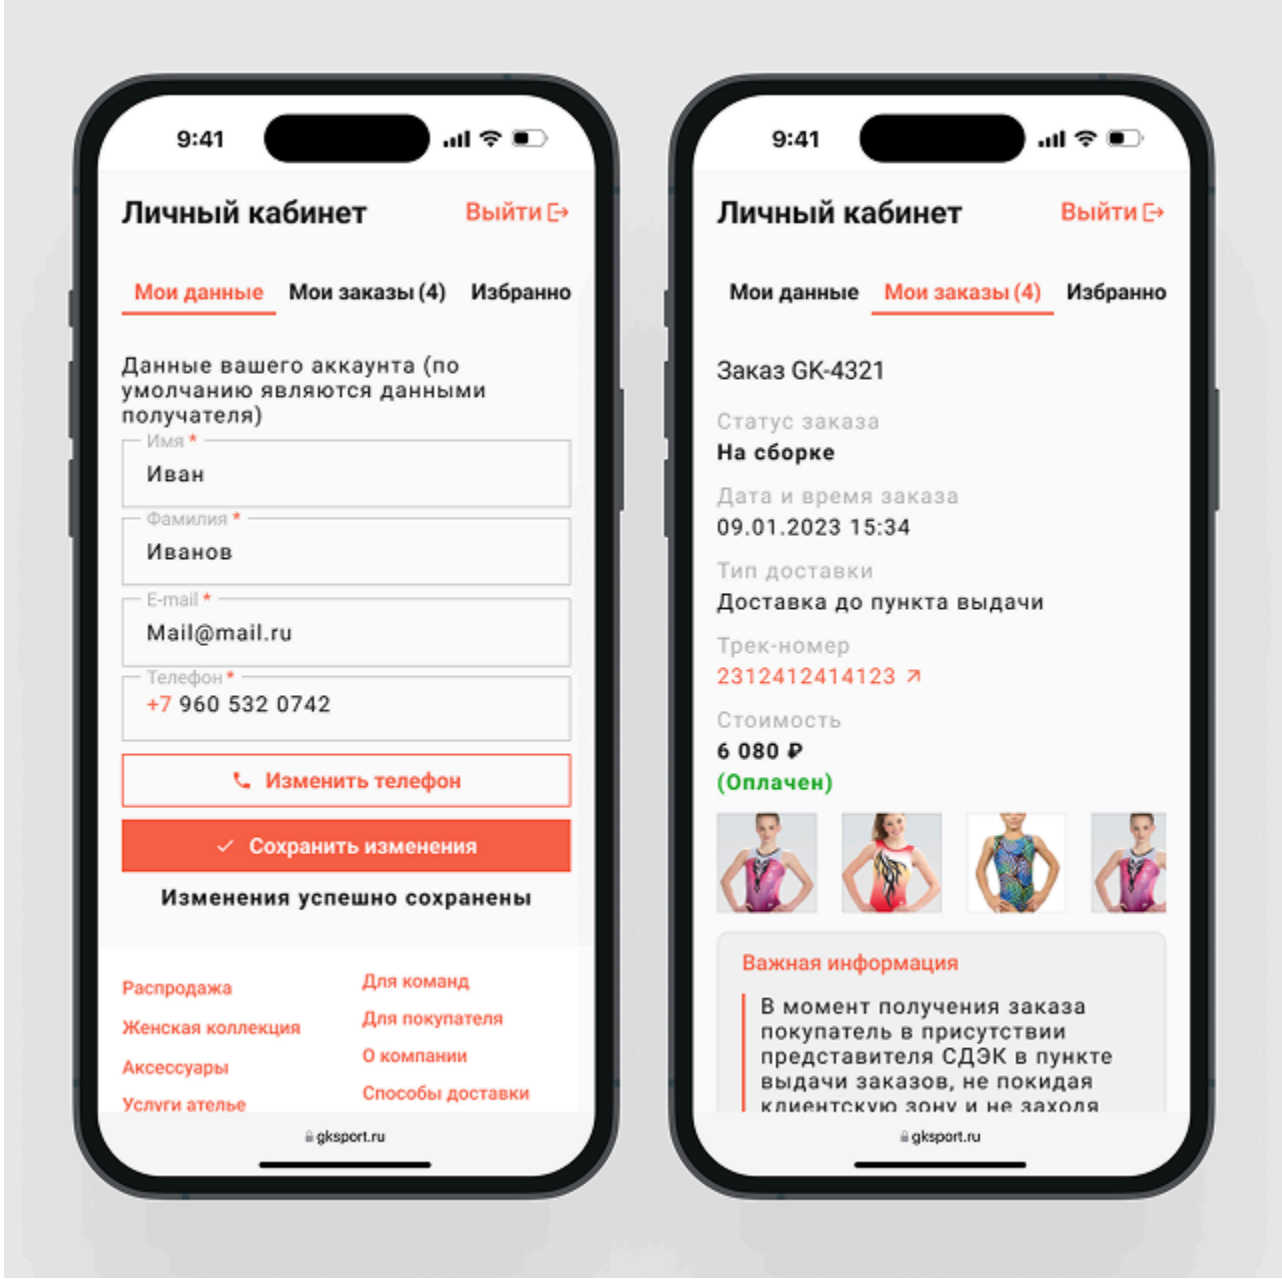 9:41
Личный кабинет
Выйти
Мои данные Мои заказы (4) Избранно
Данные вашего аккаунта (по
умолчанию являются данными
получателя)
Имя *
Иван
Фамилия *
Иванов
E-mail *
Mail@mail.ru
Телефон *
+7 960 532 0742
Изменить телефон
Сохранить изменения
Изменения успешно сохранены
Распродажа
Женская коллекция
Аксессуары
Услуги ателье
Для команд
Для покупателя
О компании
Способы доставки
gksport.ru
9:41
Личный кабинет
Выйти
Мои данные Мои заказы (4) Избранно
Заказ GK-4321
Статус заказа
На сборке
Дата и время заказа
09.01.2023 15:34
Тип доставки
Доставка до пункта выдачи
Трек-номер
2312412414123
Стоимость
6 080 ₽
(Оплачен)
Важная информация
В момент получения заказа
покупатель в присутствии
представителя СДЭК в пункте
выдачи заказов, не покидая
клиентскую зону и не заходя
gksport.ru